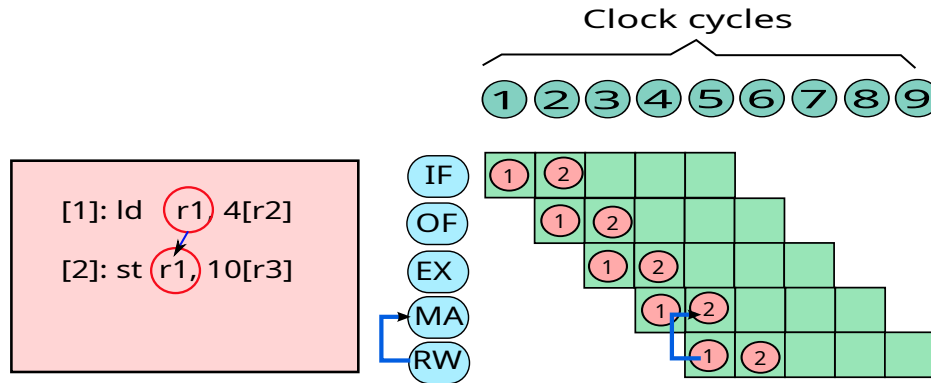 Clock cycles
1 2 3 4 5 6 7 8 9
[1]: ld r1, 4[r2]
[2]: st r1, 10[r3]
IF 1 2
OF 1 2
EX 1 2
MA 1 2
RW 1 2